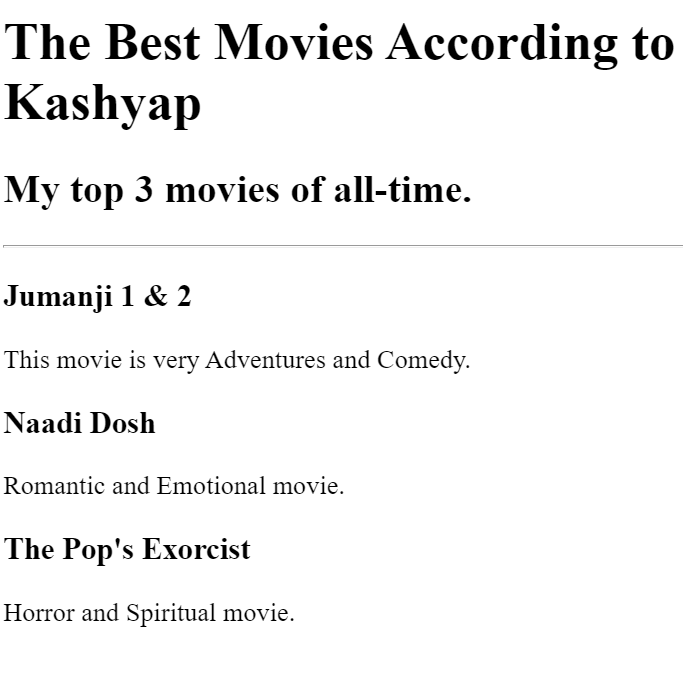 The Best Movies According to
Kashyap
My top 3 movies of all-time.
Jumanji 1 & 2
This movie is very Adventures and Comedy.
Naadi Dosh
Romantic and Emotional movie.
The Pop's Exorcist
Horror and Spiritual movie.